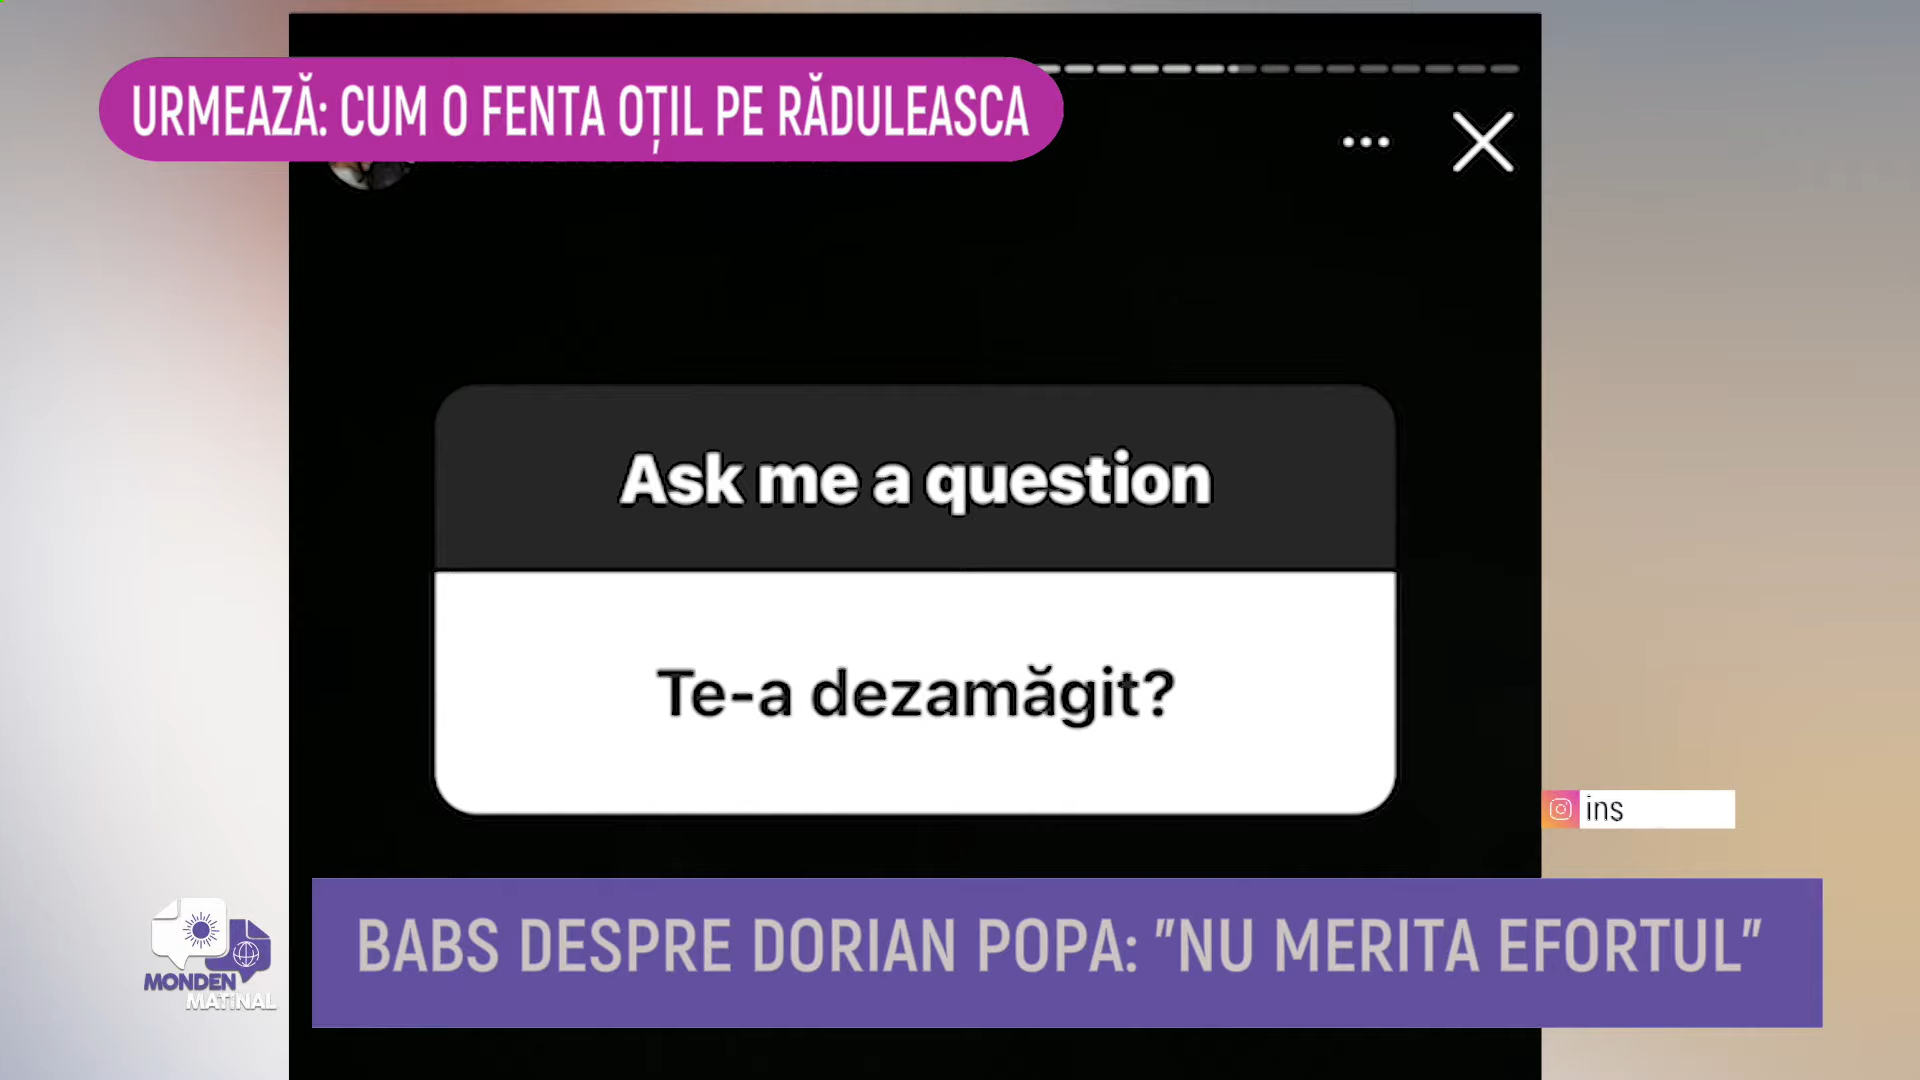 URMEAZĂ: CUM O FENTA OȚIL PE RĂDULEASCA
Ask me a question
Te-a dezamăgit?
ins
BABS DESPRE DORIAN POPA: "NU MERITA EFORTUL"
MONDEN
MATINAL